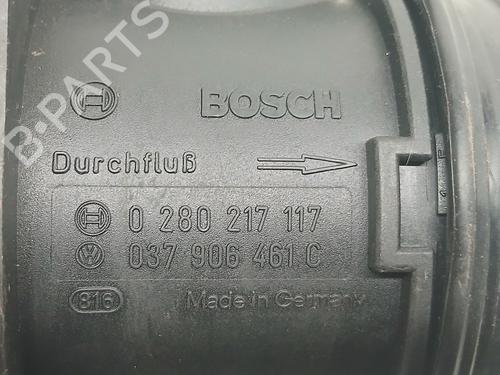 B-PARTS
BOSCH
Durchfluß
0 280 217 117
037 906 461 C
816 Made in Germany